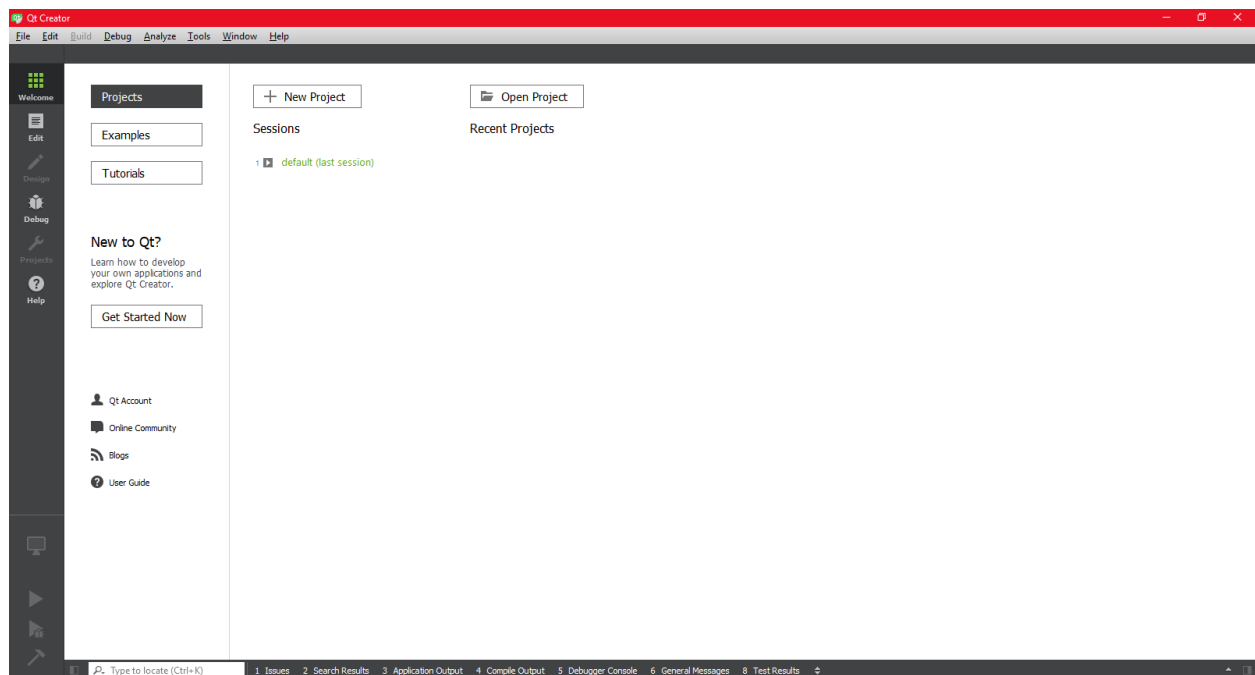 Qt Creator
File Edit Build Debug Analyze Tools Window Help
Welcome
Edit
Design
Debug
Projects
Help
Projects
Examples
Tutorials
New to Qt?
Learn how to develop
your own applications and
explore Qt Creator.
Get Started Now
Qt Account
Online Community
Blogs
User Guide
New Project
Open Project
Sessions
Recent Projects
1 default (last session)
Type to locate (Ctrl+K)
1 Issues 2 Search Results 3 Application Output 4 Compile Output 5 Debugger Console 6 General Messages 8 Test Results